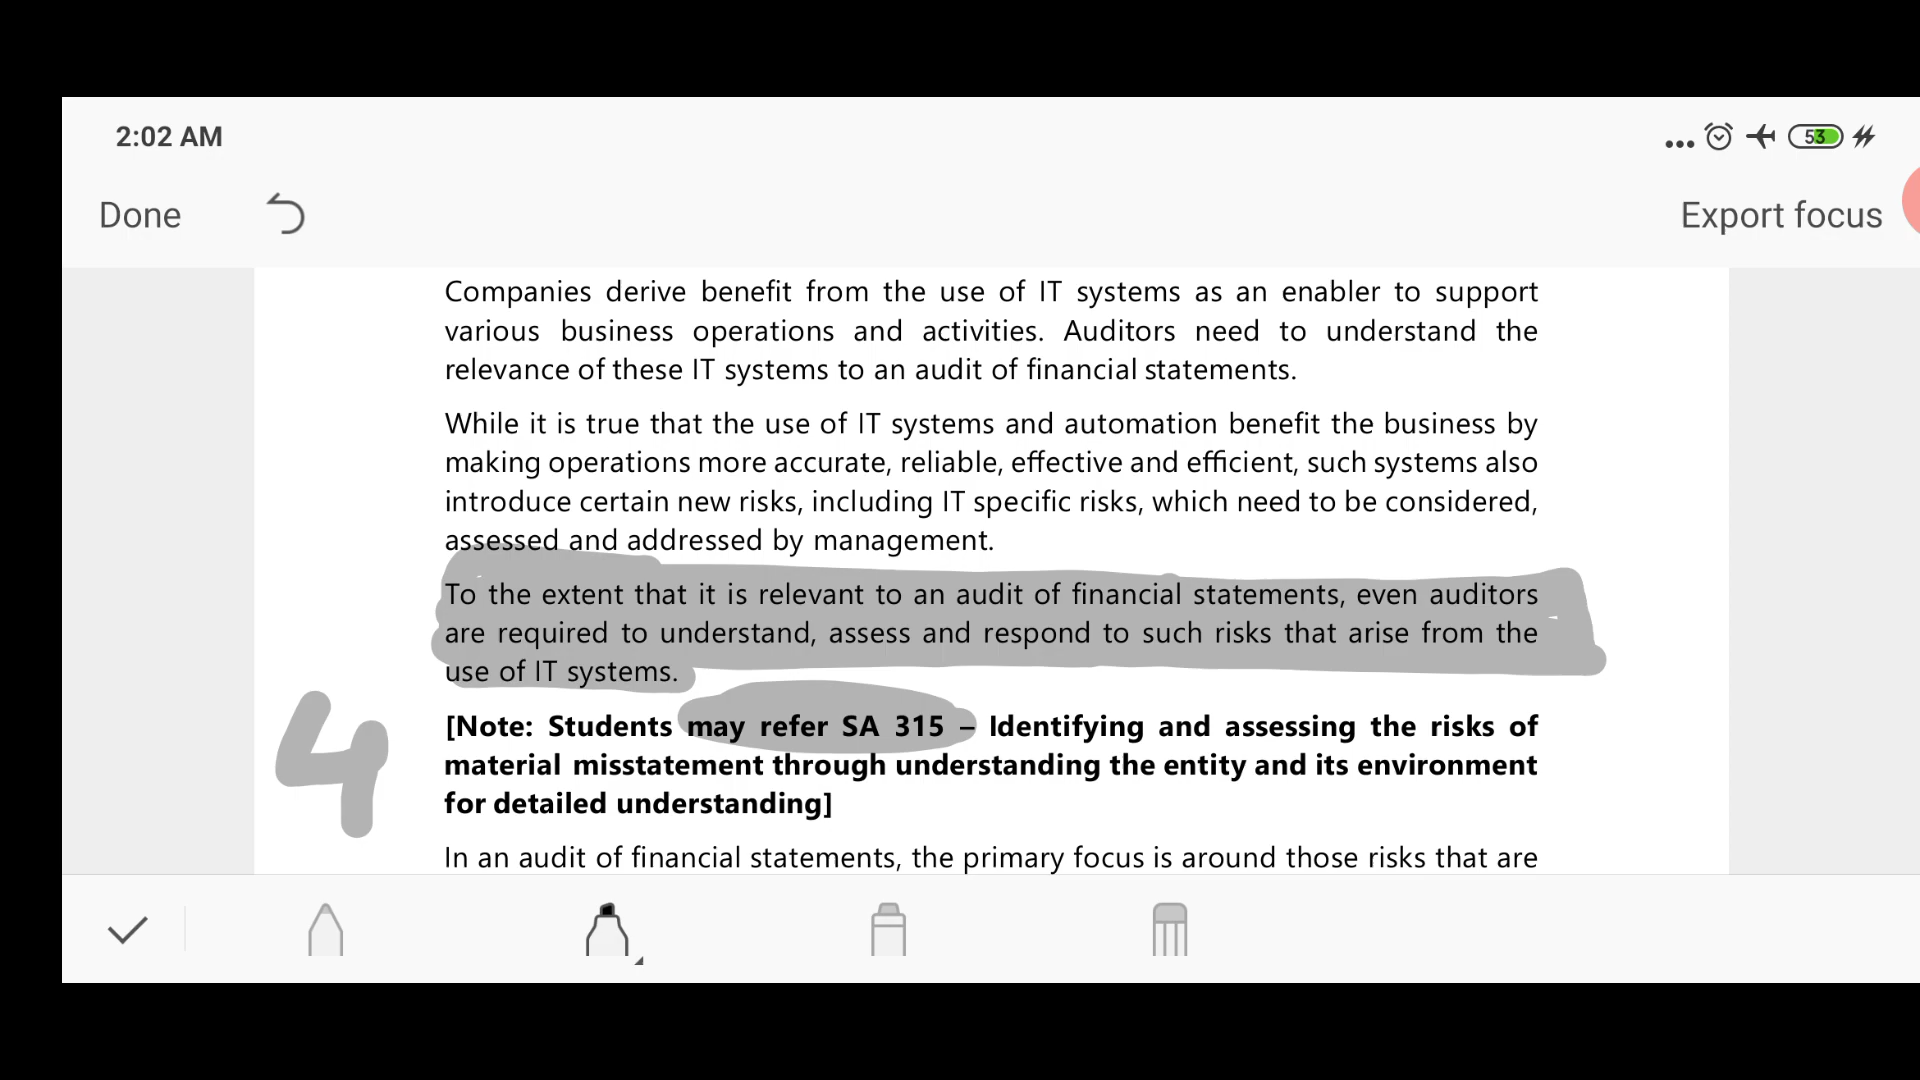 2:02 AM
53
Done
Export focus
Companies derive benefit from the use of IT systems as an enabler to support
various business operations and activities. Auditors need to understand the
relevance of these IT systems to an audit of financial statements.
While it is true that the use of IT systems and automation benefit the business by
making operations more accurate, reliable, effective and efficient, such systems also
introduce certain new risks, including IT specific risks, which need to be considered,
assessed and addressed by management.
To the extent that it is relevant to an audit of financial statements, even auditors
are required to understand, assess and respond to such risks that arise from the
use of IT systems.
4
[Note: Students may refer SA 315 – Identifying and assessing the risks of
material misstatement through understanding the entity and its environment
for detailed understanding]
In an audit of financial statements, the primary focus is around those risks that are